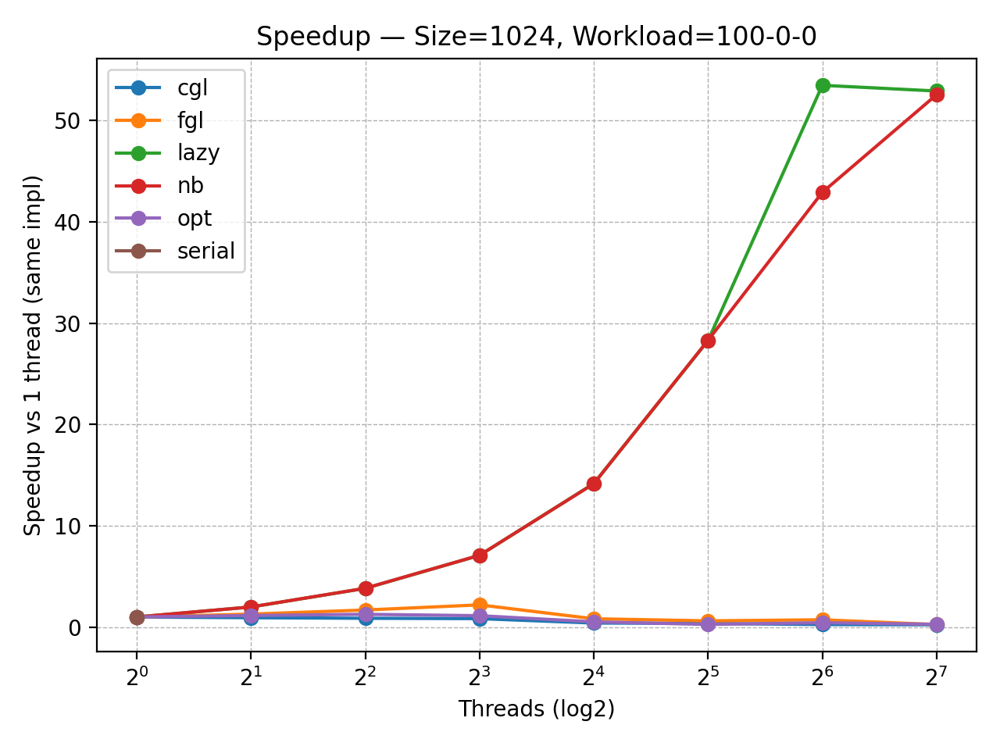 Speedup — Size=1024, Workload=100-0-0
cgl
fgl
lazy
nb
opt
serial
Speedup vs 1 thread (same impl)
50
40
30
20
10
0
2⁰ 2¹ 2² 2³ 2⁴ 2⁵ 2⁶ 2⁷
Threads (log2)